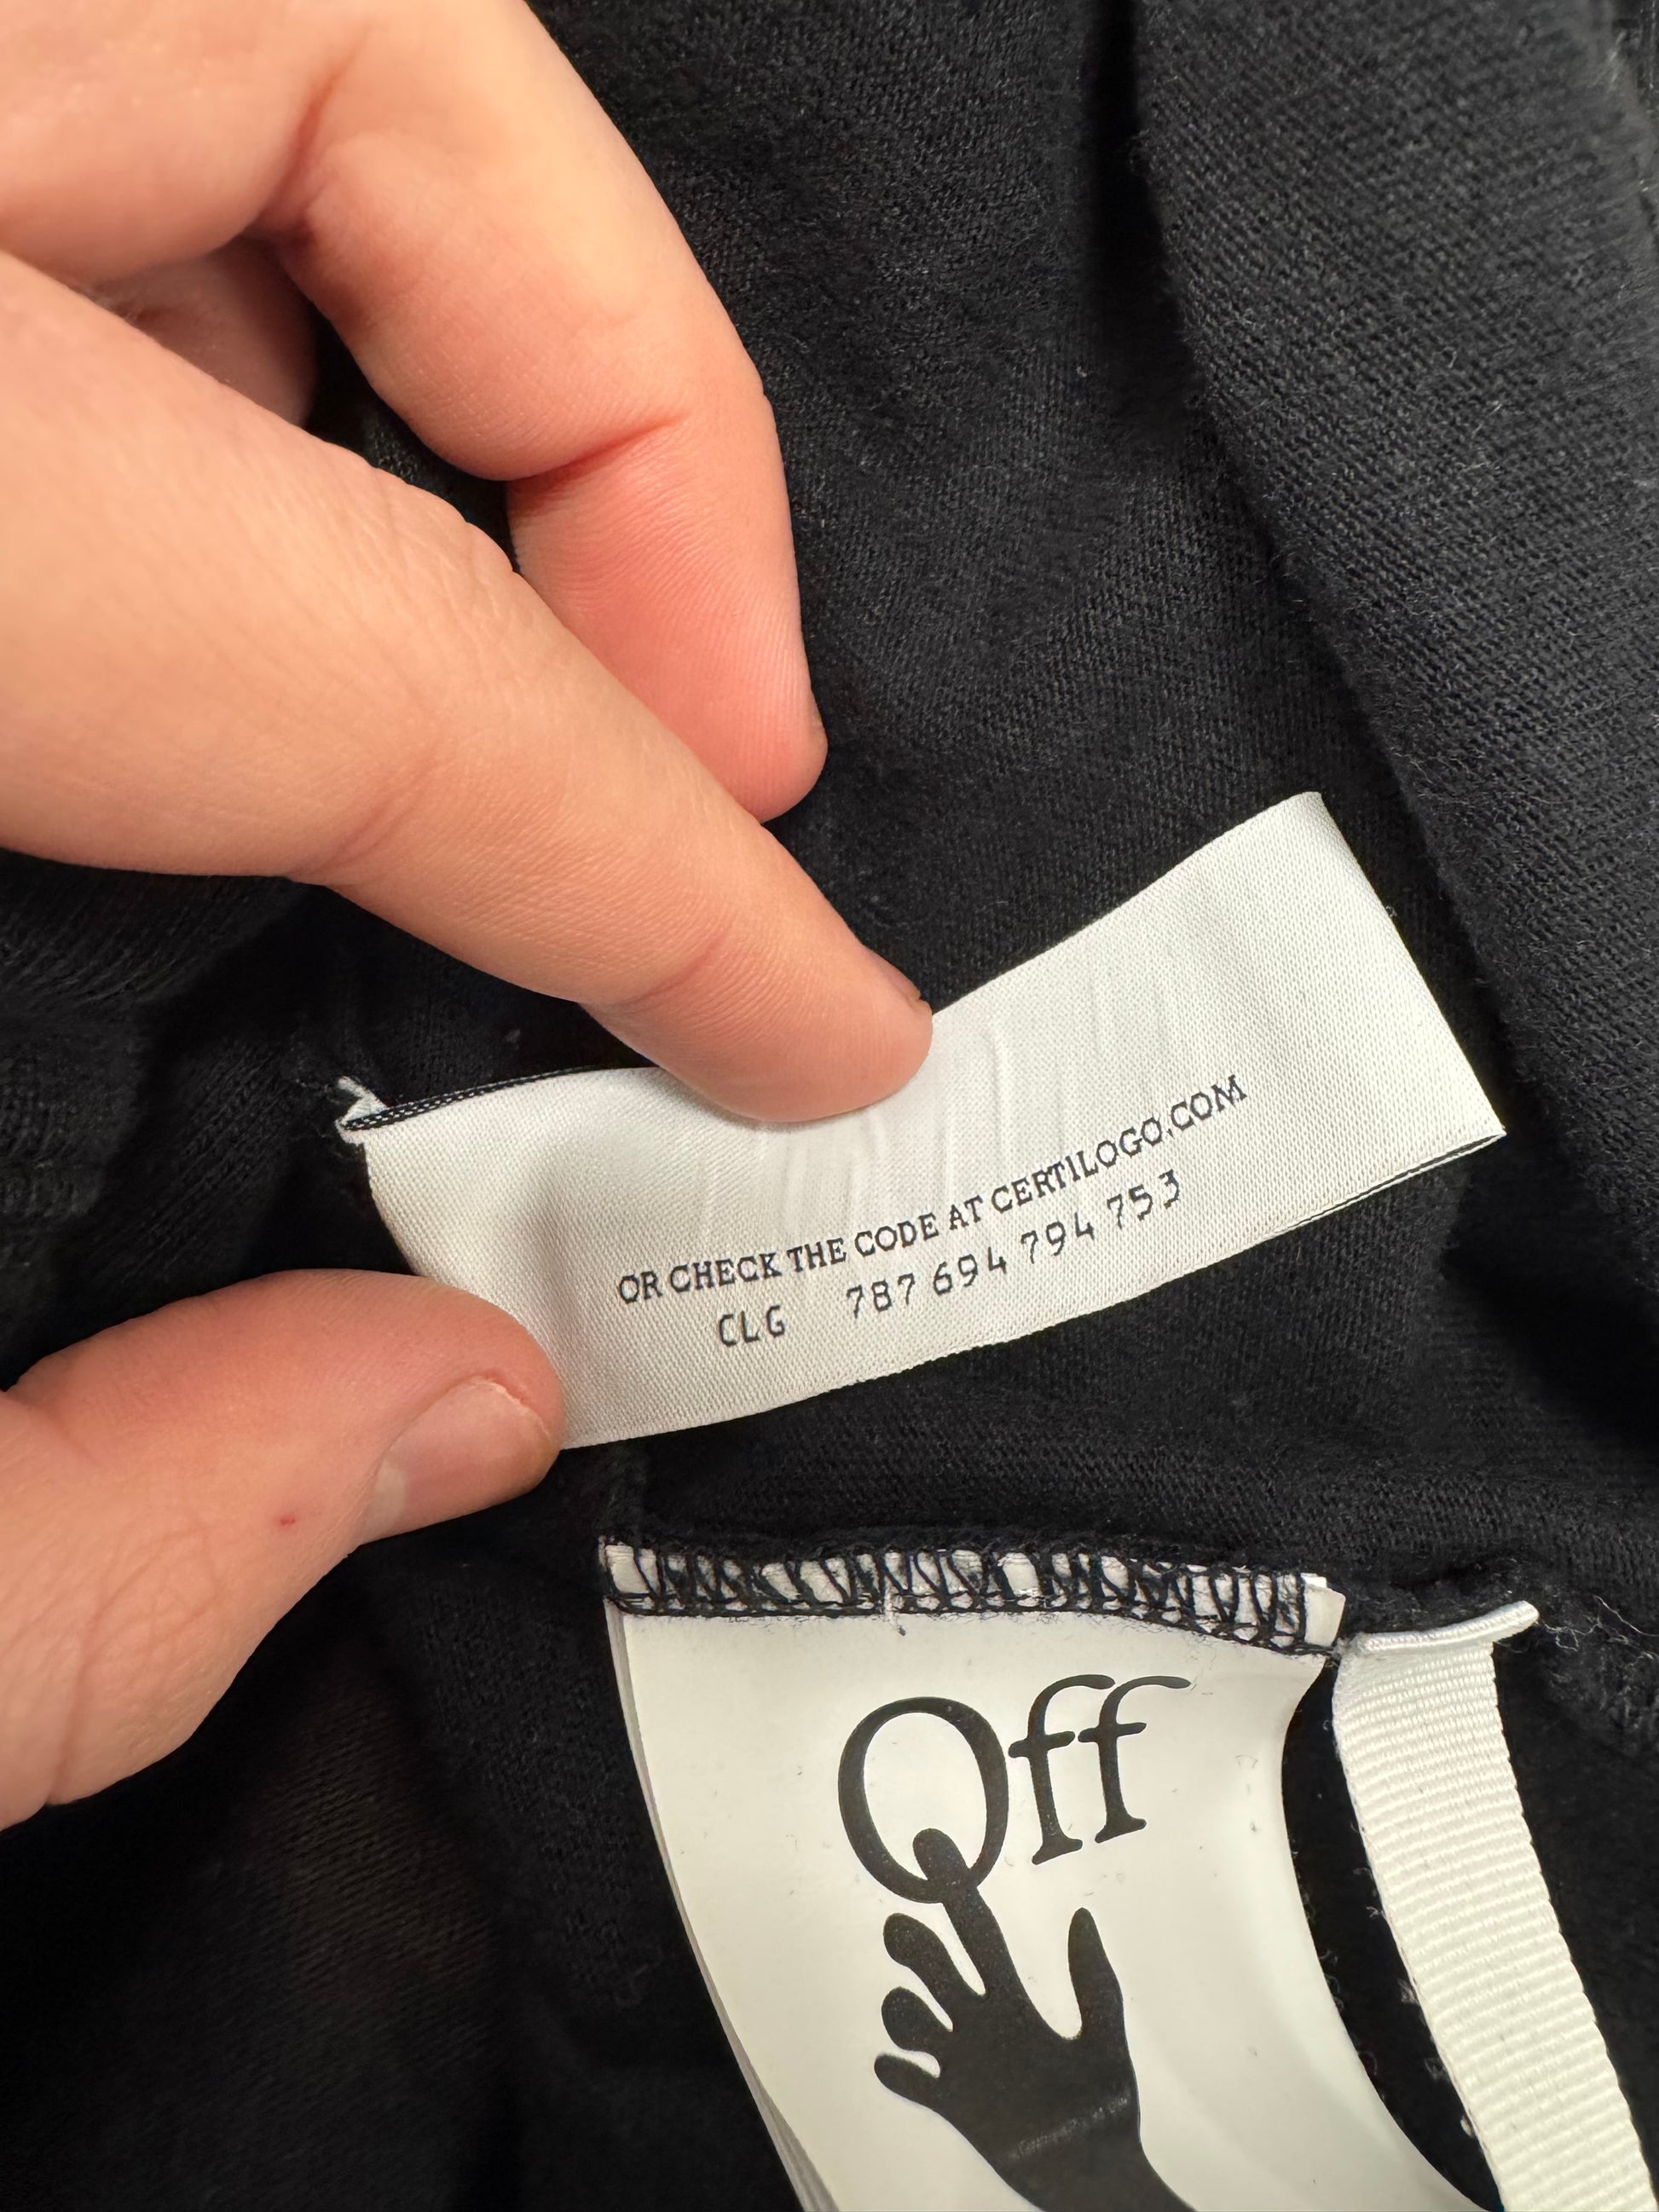 OR CHECK THE CODE AT CERTILOGO.COM
CLG 787 694 794 753
Off